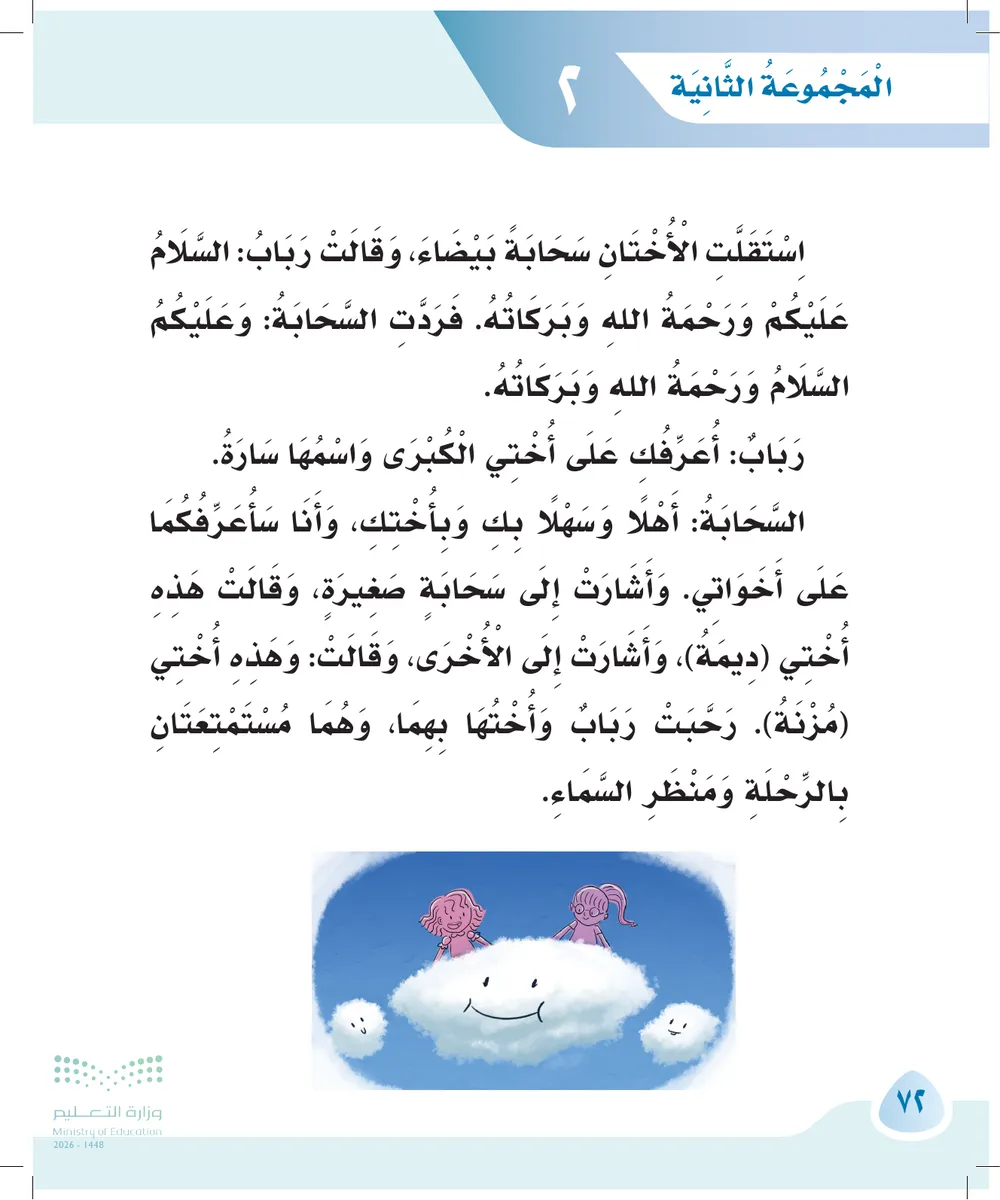 الْمَجْمُوعَةُ الثَّانِيَة
٢
اِسْتَقَلَّتِ الْأُخْتَانِ سَحَابَةً بَيْضَاءَ، وَقَالَتْ رَبَابُ: السَّلَامُ
عَلَيْكُمْ وَرَحْمَةُ اللهِ وَبَرَكَاتُهُ. فَرَدَّتِ السَّحَابَةُ: وَعَلَيْكُمُ
السَّلَامُ وَرَحْمَةُ اللهِ وَبَرَكَاتُهُ.
رَبَابٌ: أُعَرِّفُكِ عَلَى أُخْتِي الْكُبْرَى وَاسْمُهَا سَارَةُ.
السَّحَابَةُ: أَهْلًا وَسَهْلًا بِكِ وَبِأُخْتِكِ، وَأَنَا سَأُعَرِّفُكُمَا
عَلَى أَخَوَاتِي. وَأَشَارَتْ إِلَى سَحَابَةٍ صَغِيرَةٍ، وَقَالَتْ هَذِهِ
أُخْتِي (دِيمَةُ)، وَأَشَارَتْ إِلَى الْأُخْرَى، وَقَالَتْ: وَهَذِهِ أُخْتِي
(مُزْنَةُ). رَحَّبَتْ رَبَابٌ وَأُخْتُهَا بِهِمَا، وَهُمَا مُسْتَمْتِعَتَانِ
بِالرِّحْلَةِ وَمَنْظَرِ السَّمَاءِ.
٧٢
وزارة التعـــليم
Ministry of Education
2026 - 1448